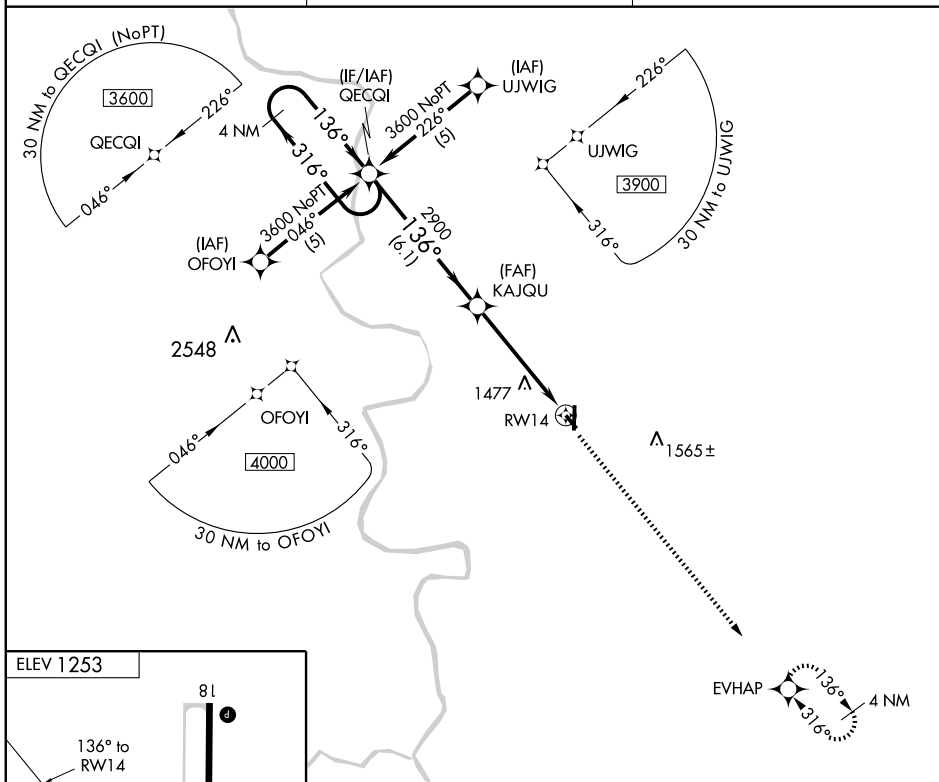 30 NM to QECQI (NoPT)
3600
226°
QECQI
046°
4 NM
(IF/IAF)
QECQI
136°
316°
(IAF)
UJWIG
3600 NoPT
226°
(5)
226°
UJWIG
3900
316°
30 NM to UJWIG
3600 NoPT
046°
(5)
(IAF)
OFOYI
2900
136°
(6.1)
(FAF)
KAJQU
2548
1477
RW14
1565±
OFOYI
046°
316°
4000
30 NM to OFOYI
EVHAP
136°
316°
4 NM
ELEV 1253
18
P
136° to
RW14